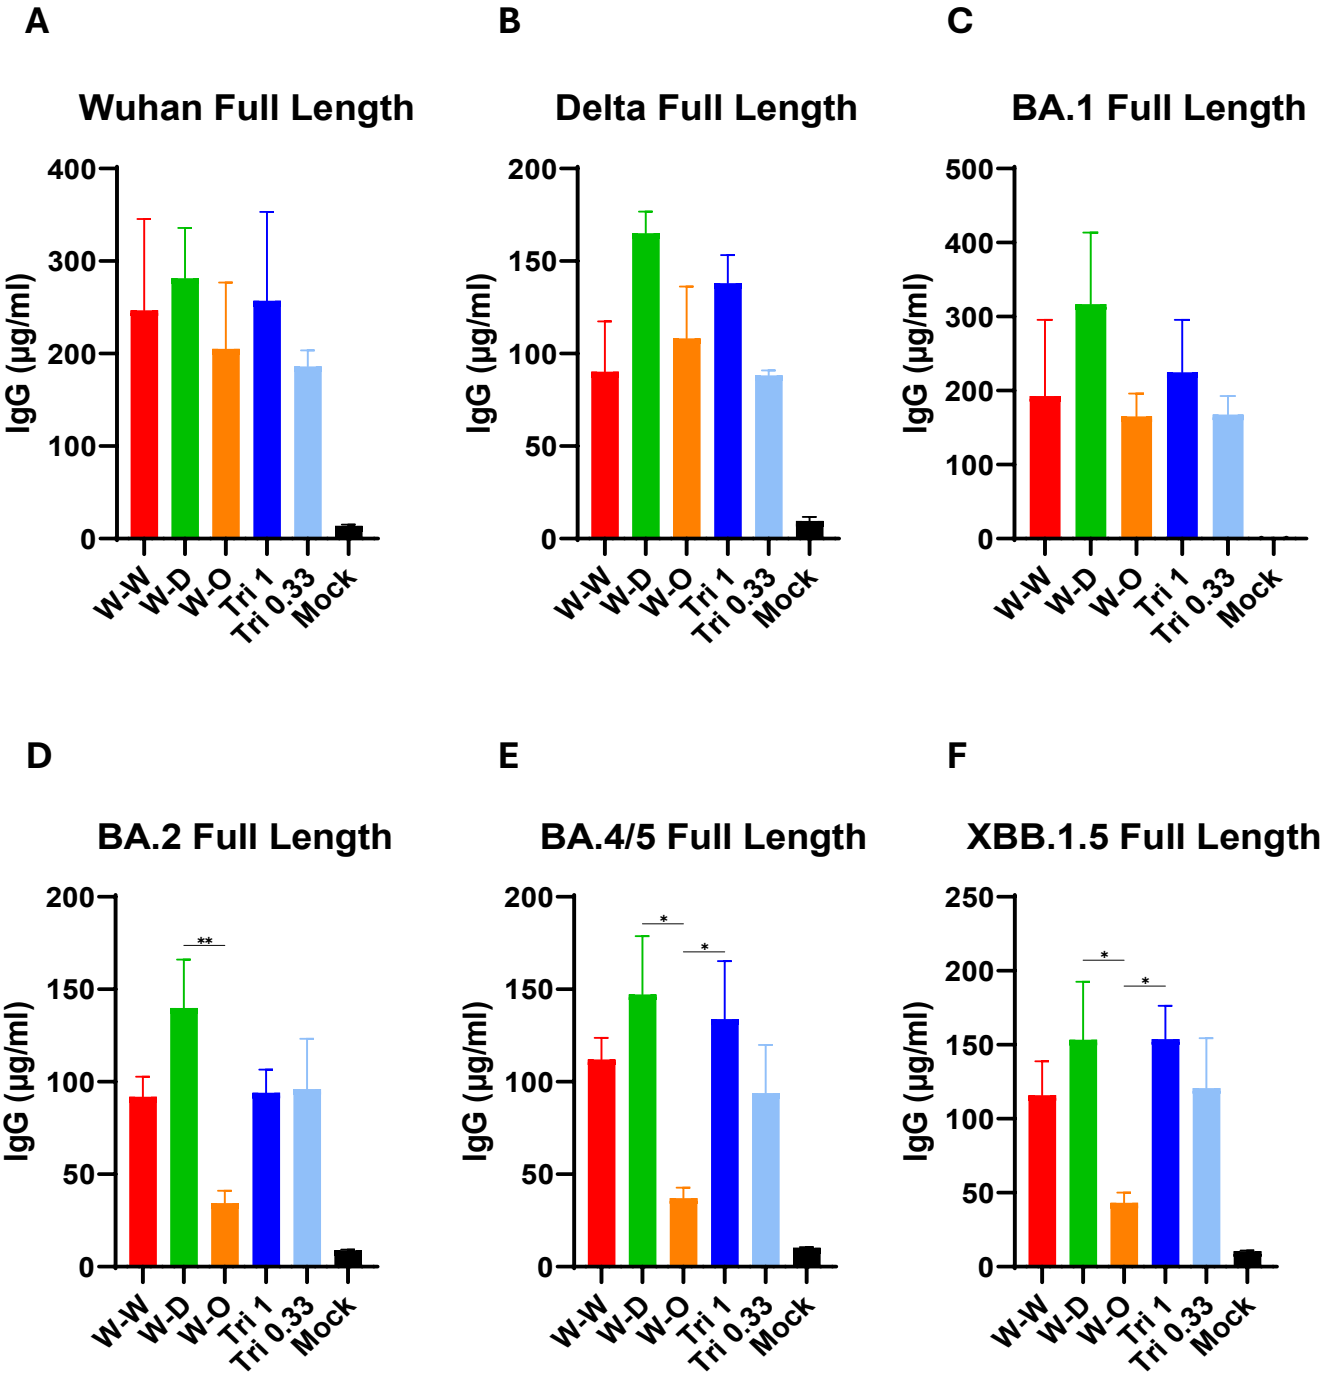 A
B
C
Wuhan Full Length
Delta Full Length
BA.1 Full Length
IgG (µg/ml)
400
300
200
100
0
W-W
W-D
W-O
Tri 1
Tri 0.33
Mock
IgG (µg/ml)
200
150
100
50
0
W-W
W-D
W-O
Tri 1
Tri 0.33
Mock
IgG (µg/ml)
500
400
300
200
100
0
W-W
W-D
W-O
Tri 1
Tri 0.33
Mock
D
E
F
BA.2 Full Length
BA.4/5 Full Length
XBB.1.5 Full Length
IgG (µg/ml)
200
150
100
50
0
**
W-W
W-D
W-O
Tri 1
Tri 0.33
Mock
IgG (µg/ml)
200
150
100
50
0
*
*
W-W
W-D
W-O
Tri 1
Tri 0.33
Mock
IgG (µg/ml)
250
200
150
100
50
0
*
*
W-W
W-D
W-O
Tri 1
Tri 0.33
Mock